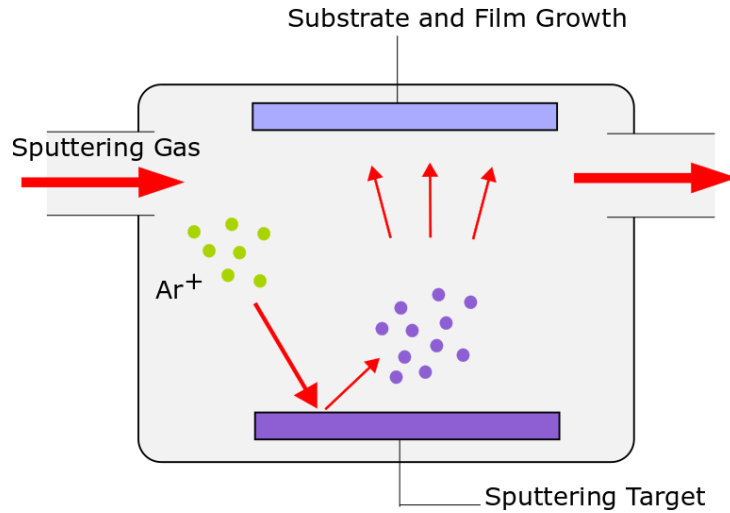 Substrate and Film Growth
Sputtering Gas
Ar⁺
Sputtering Target